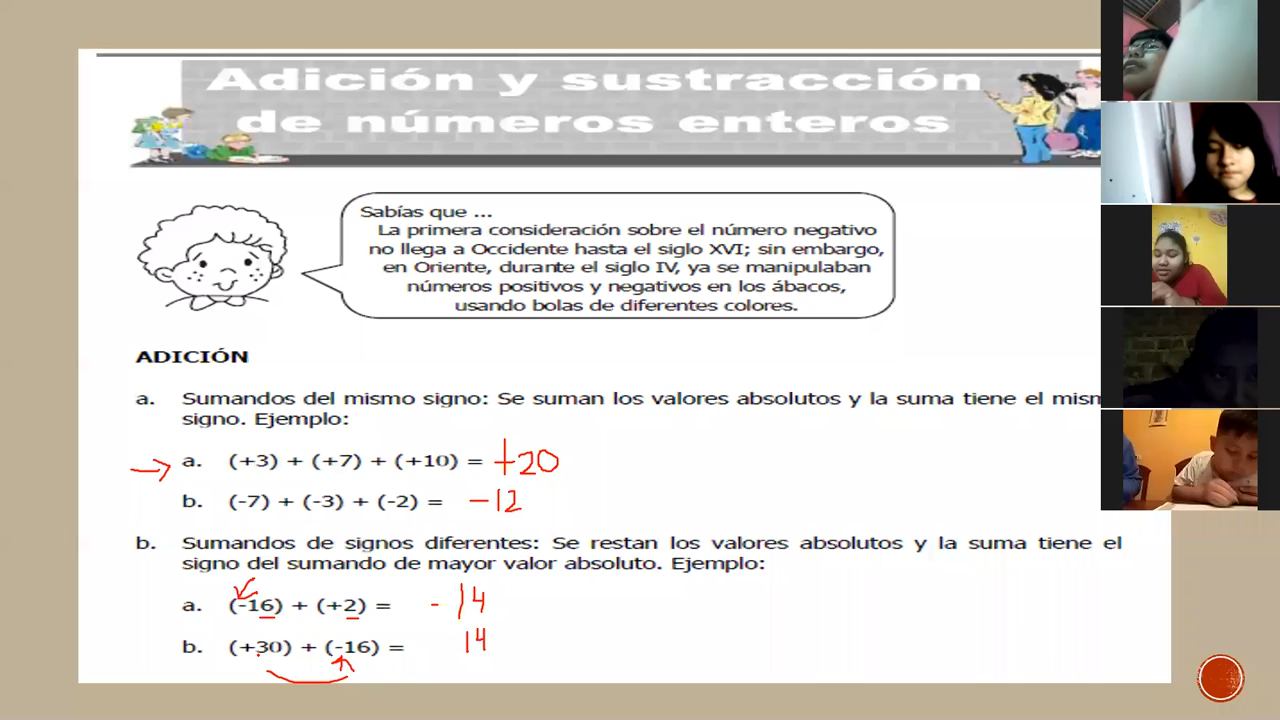 Adición y sustracción
de números enteros
Sabías que ...
La primera consideración sobre el número negativo
no llega a Occidente hasta el siglo XVI; sin embargo,
en Oriente, durante el siglo IV, ya se manipulaban
números positivos y negativos en los ábacos,
usando bolas de diferentes colores.
ADICIÓN
a. Sumandos del mismo signo: Se suman los valores absolutos y la suma tiene el mism
signo. Ejemplo:
a. (+3) + (+7) + (+10) = +20
b. (-7) + (-3) + (-2) = -12
b. Sumandos de signos diferentes: Se restan los valores absolutos y la suma tiene el
signo del sumando de mayor valor absoluto. Ejemplo:
a. (-16) + (+2) = - 14
b. (+30) + (-16) = 14